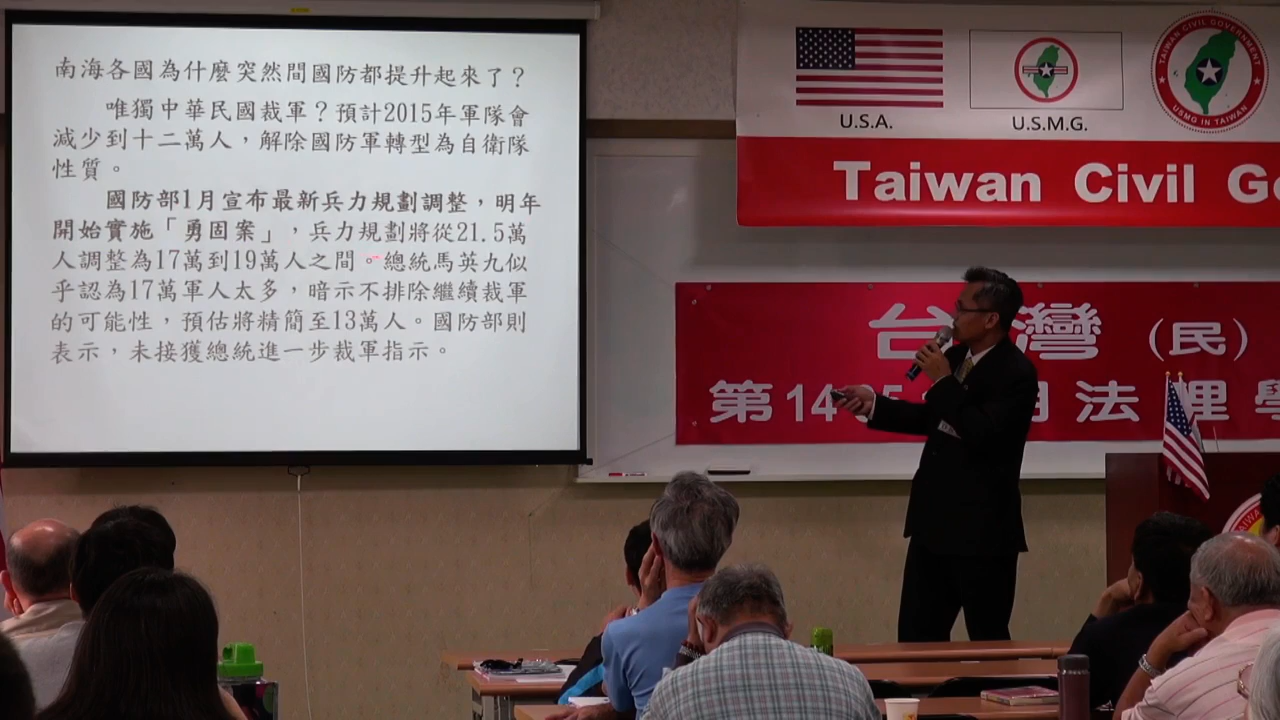 南海各國為什麼突然間國防都提升起來了？
唯獨中華民國裁軍？預計2015年軍隊會
減少到十二萬人，解除國防軍轉型為自衛隊
性質。
國防部1月宣布最新兵力規劃調整，明年
開始實施「勇固案」，兵力規劃將從21.5萬
人調整為17萬到19萬人之間。總統馬英九似
乎認為17萬軍人太多，暗示不排除繼續裁軍
的可能性，預估將精簡至13萬人。國防部則
表示，未接獲總統進一步裁軍指示。
U.S.A.
U.S.M.G.
TAIWAN CIVIL GOVERNMENT
USMG IN TAIWAN
Taiwan Civil Go
台灣（民）
第14
法理學